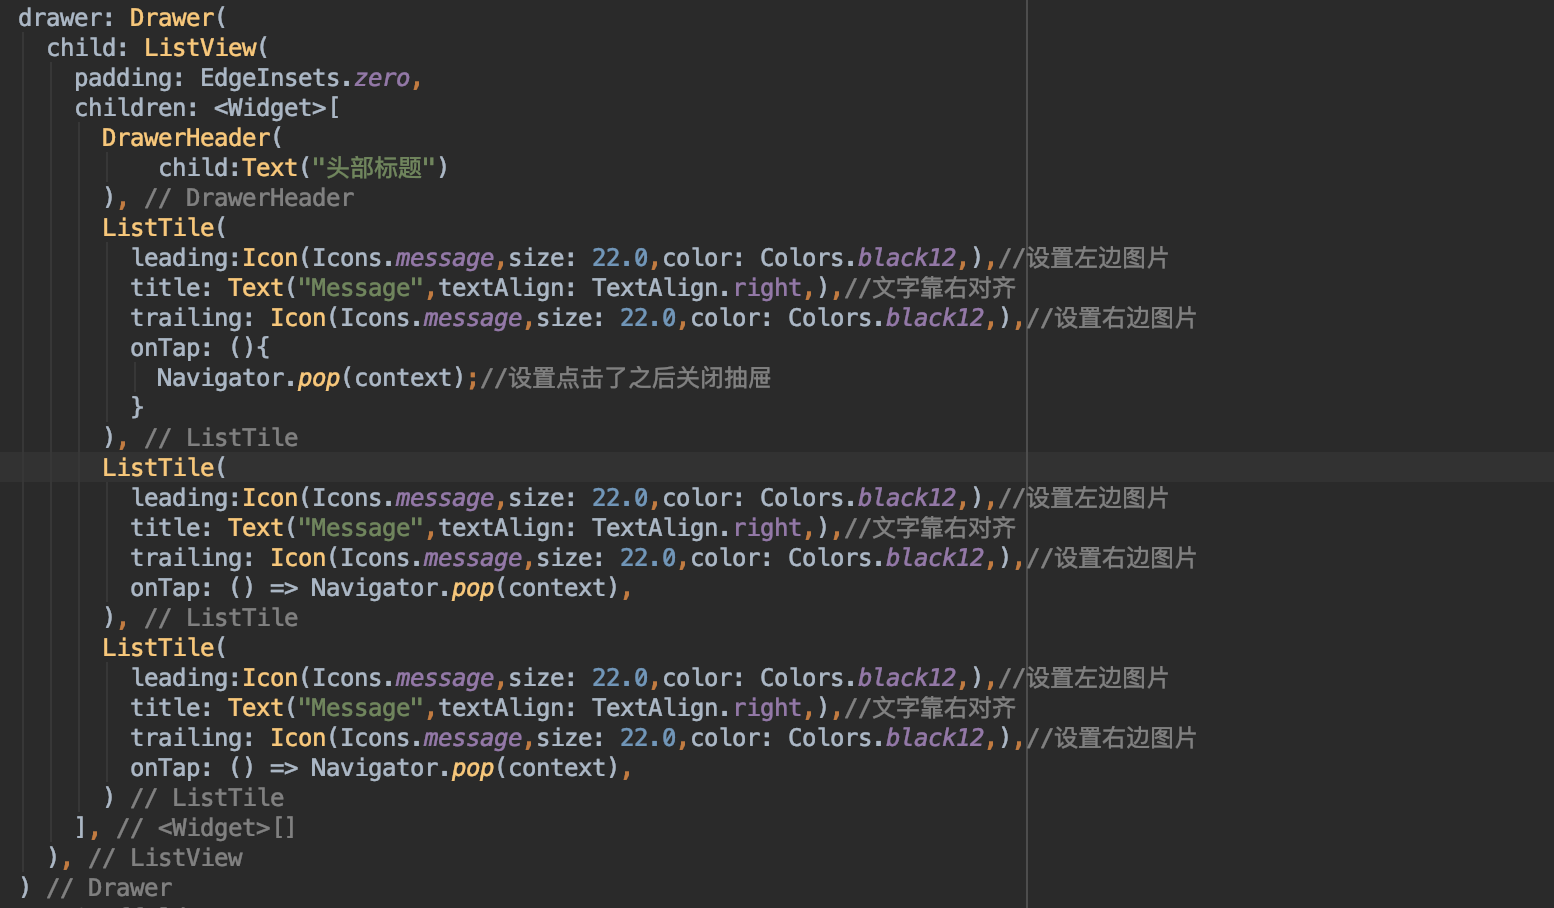 drawer: Drawer(
child: ListView(
padding: EdgeInsets.zero,
children: <Widget>[
DrawerHeader(
child:Text("头部标题")
), // DrawerHeader
ListTile(
leading:Icon(Icons.message,size: 22.0,color: Colors.black12,),//设置左边图片
title: Text("Message",textAlign: TextAlign.right,),//文字靠右对齐
trailing: Icon(Icons.message,size: 22.0,color: Colors.black12,),//设置右边图片
onTap: (){
Navigator.pop(context);//设置点击了之后关闭抽屉
}
), // ListTile
ListTile(
leading:Icon(Icons.message,size: 22.0,color: Colors.black12,),//设置左边图片
title: Text("Message",textAlign: TextAlign.right,),//文字靠右对齐
trailing: Icon(Icons.message,size: 22.0,color: Colors.black12,),//设置右边图片
onTap: () => Navigator.pop(context),
), // ListTile
ListTile(
leading:Icon(Icons.message,size: 22.0,color: Colors.black12,),//设置左边图片
title: Text("Message",textAlign: TextAlign.right,),//文字靠右对齐
trailing: Icon(Icons.message,size: 22.0,color: Colors.black12,),//设置右边图片
onTap: () => Navigator.pop(context),
) // ListTile
], // <Widget>[]
), // ListView
) // Drawer